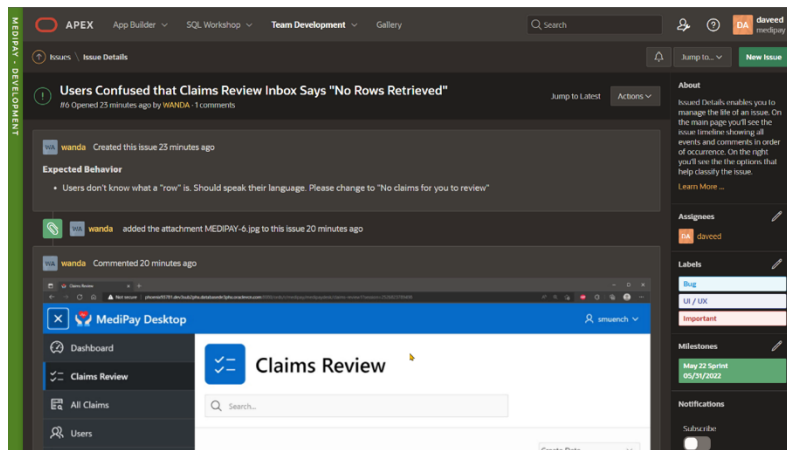 MEDIPAY - DEVELOPMENT
APEX App Builder SQL Workshop Team Development Gallery Search DA daveed
medipay
Issues \ Issue Details Jump to... New Issue
Users Confused that Claims Review Inbox Says "No Rows Retrieved"
#6 Opened 23 minutes ago by WANDA - 1 comments
Jump to Latest Actions
WA wanda Created this issue 23 minutes ago
Expected Behavior
• Users don't know what a "row" is. Should speak their language. Please change to "No claims for you to review"
WA wanda added the attachment MEDIPAY-6.jpg to this issue 20 minutes ago
WA wanda Commented 20 minutes ago
Claims Review
Not secure
MediPay Desktop smuench
Dashboard
Claims Review
All Claims
Users
Claims Review
Search...
Create Date
About
Issued Details enables you to
manage the life of an issue. On
the main page you'll see the
issue timeline showing all
events and comments in order
of occurrence. On the right
you'll see the the options that
help classify the issue.
Learn More ...
Assignees
DA daveed
Labels
Bug
UI / UX
Important
Milestones
May 22 Sprint
05/31/2022
Notifications
Subscribe